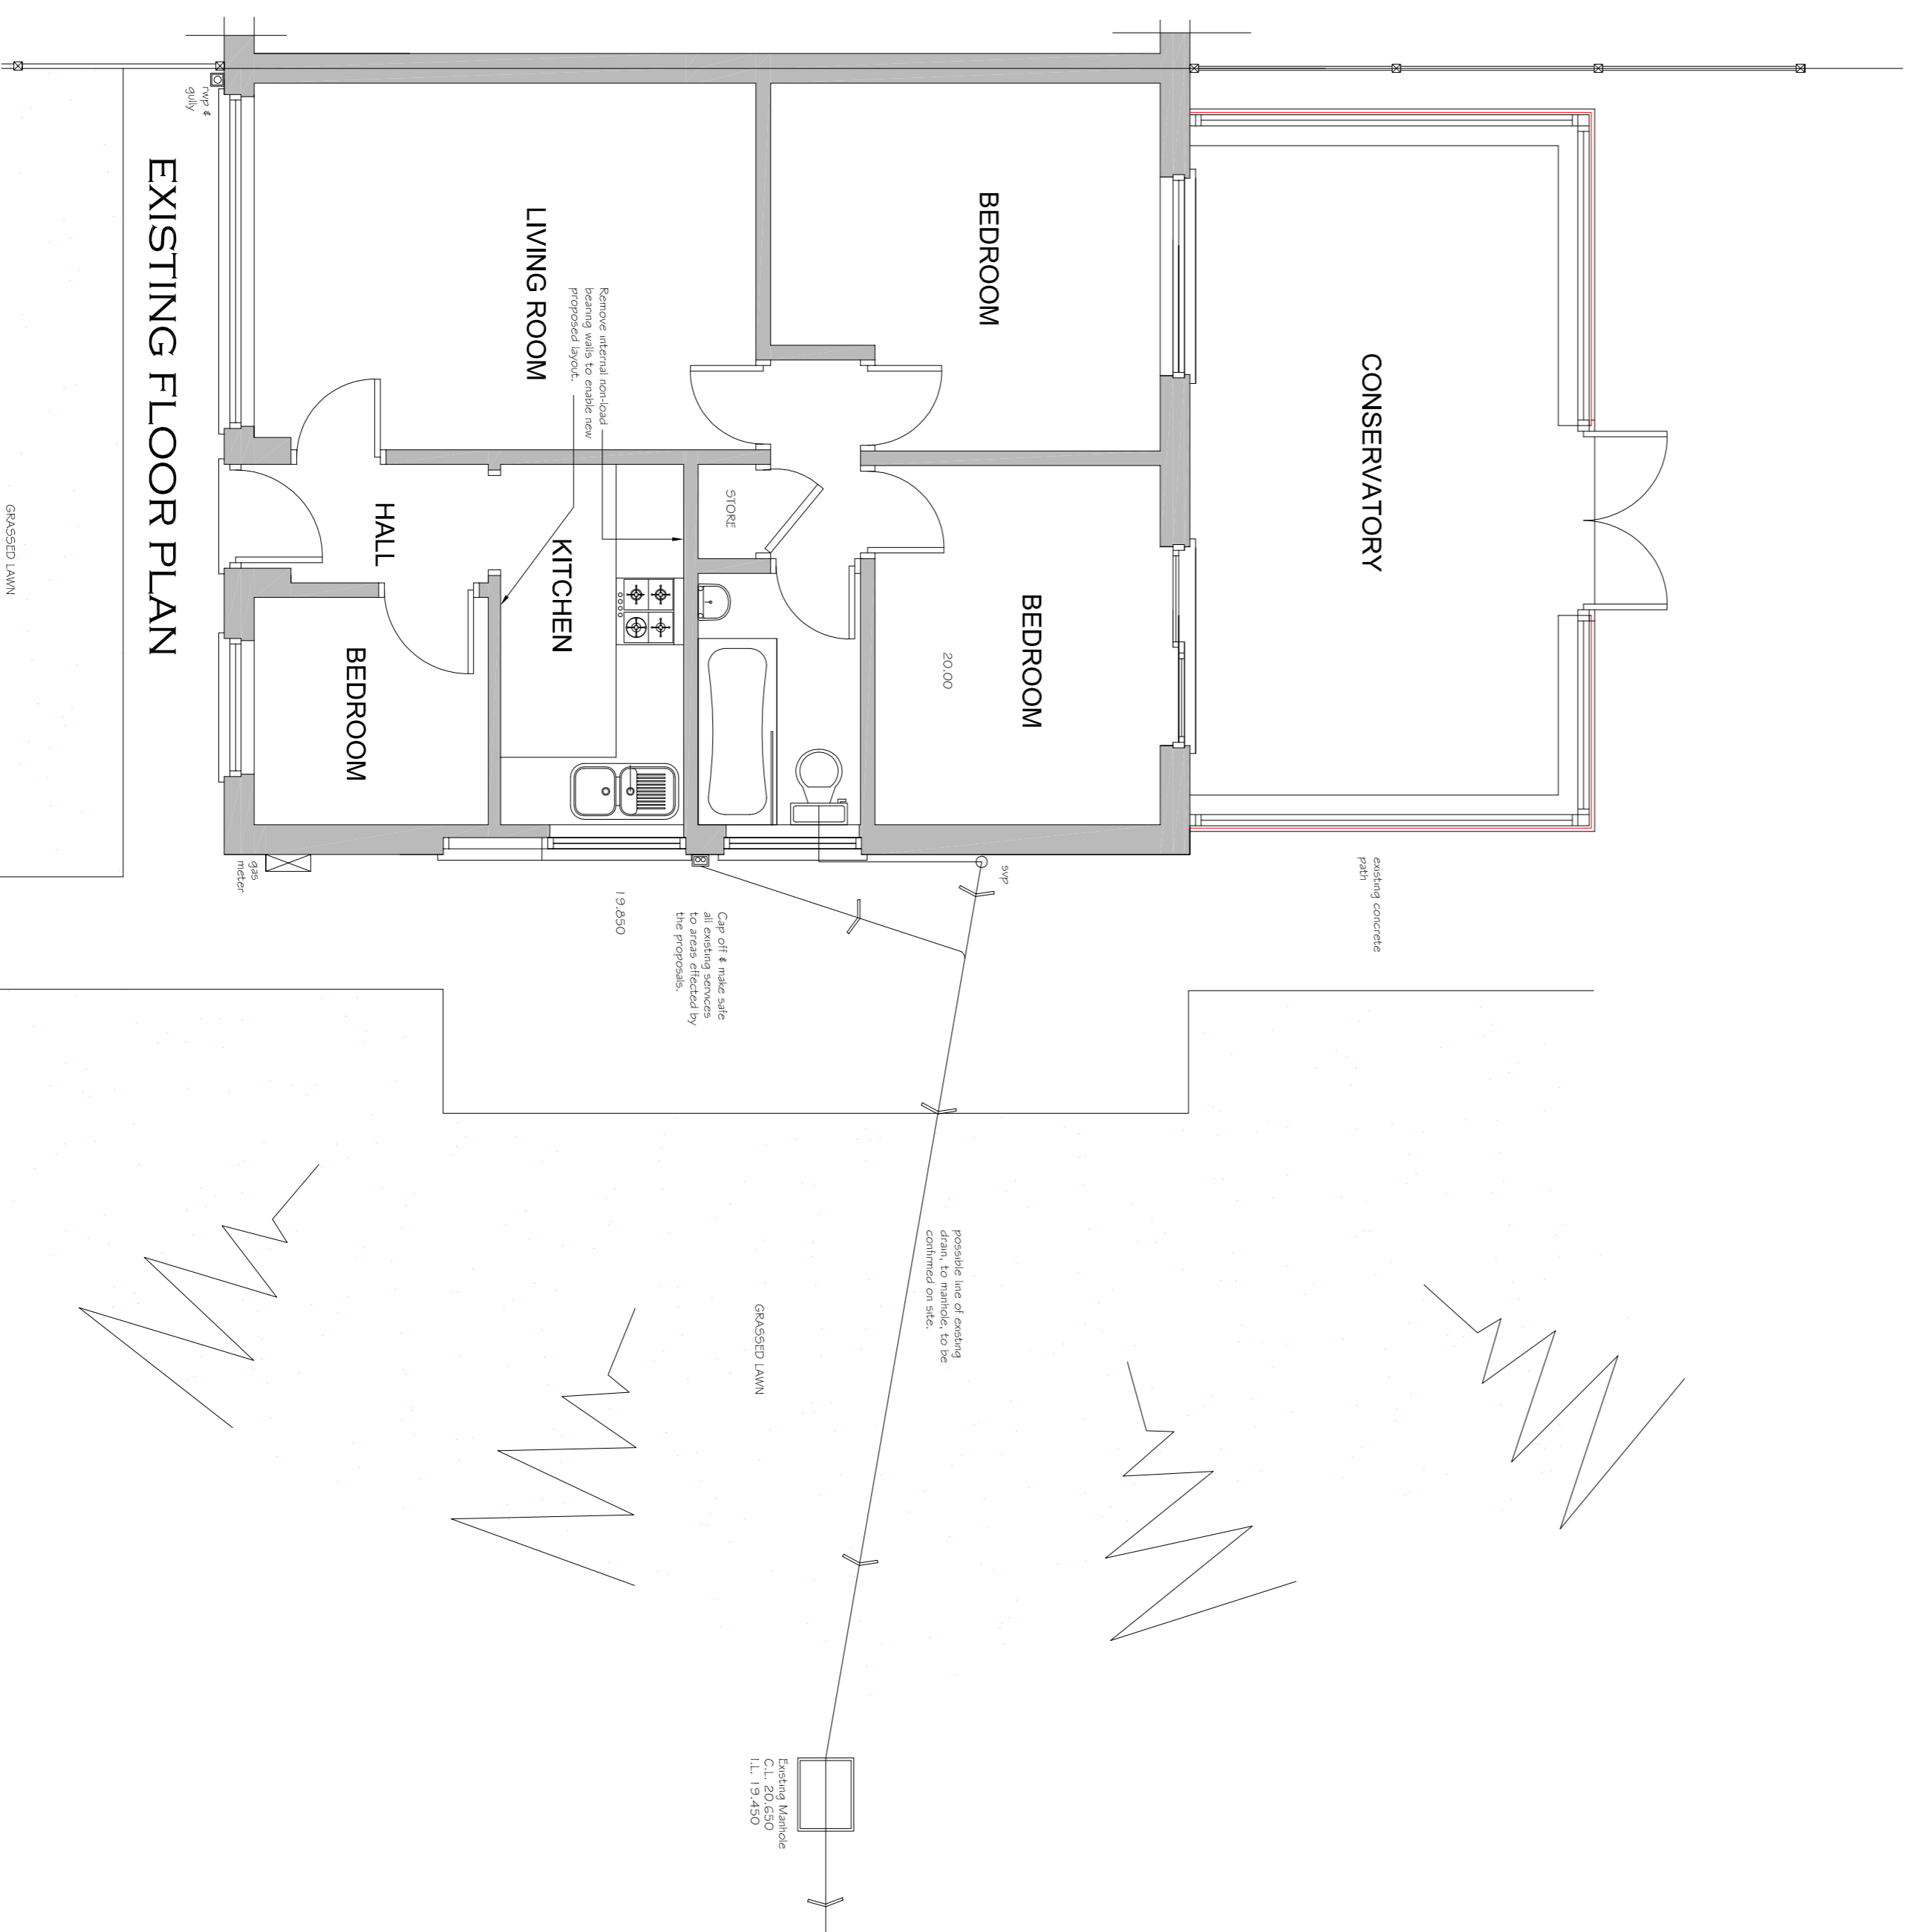 CONSERVATORY
existing concrete
path
BEDROOM
BEDROOM
20.00
svp
possible line of existing
drain, to manhole, to be
confirmed on site.
STORE
LIVING ROOM
Remove internal non-load
bearing walls to enable new
proposed layout.
KITCHEN
19.850
Cap off & make safe
all existing services
to areas effected by
the proposals.
GRASSED LAWN
Existing Manhole
C.L. 20.650
I.L. 19.450
HALL
BEDROOM
gas
meter
rwp &
gully
EXISTING FLOOR PLAN
GRASSED LAWN